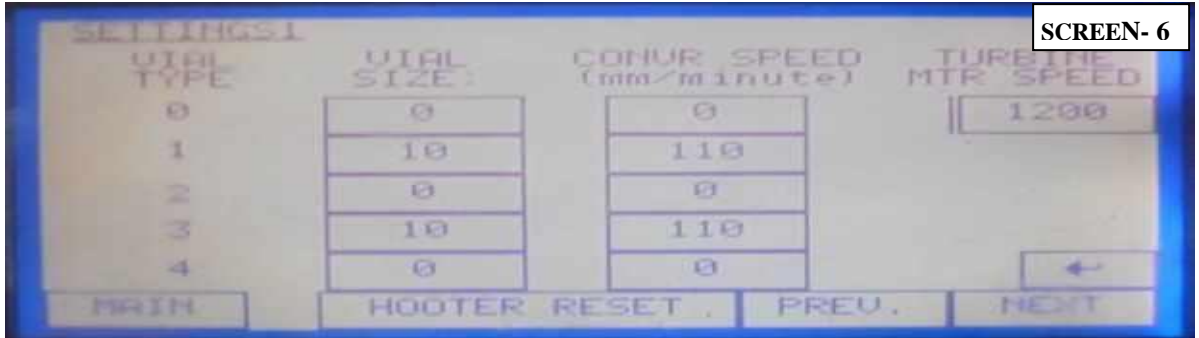 SCREEN- 6
SETTINGS1
VIAL TYPE VIAL SIZE: CONVR SPEED (mm/minute) TURBINE MTR SPEED
0 0 0 1200
1 10 110
2 0 0
3 10 110
4 0 0 ↵
MAIN HOOTER RESET . PREV. NEXT